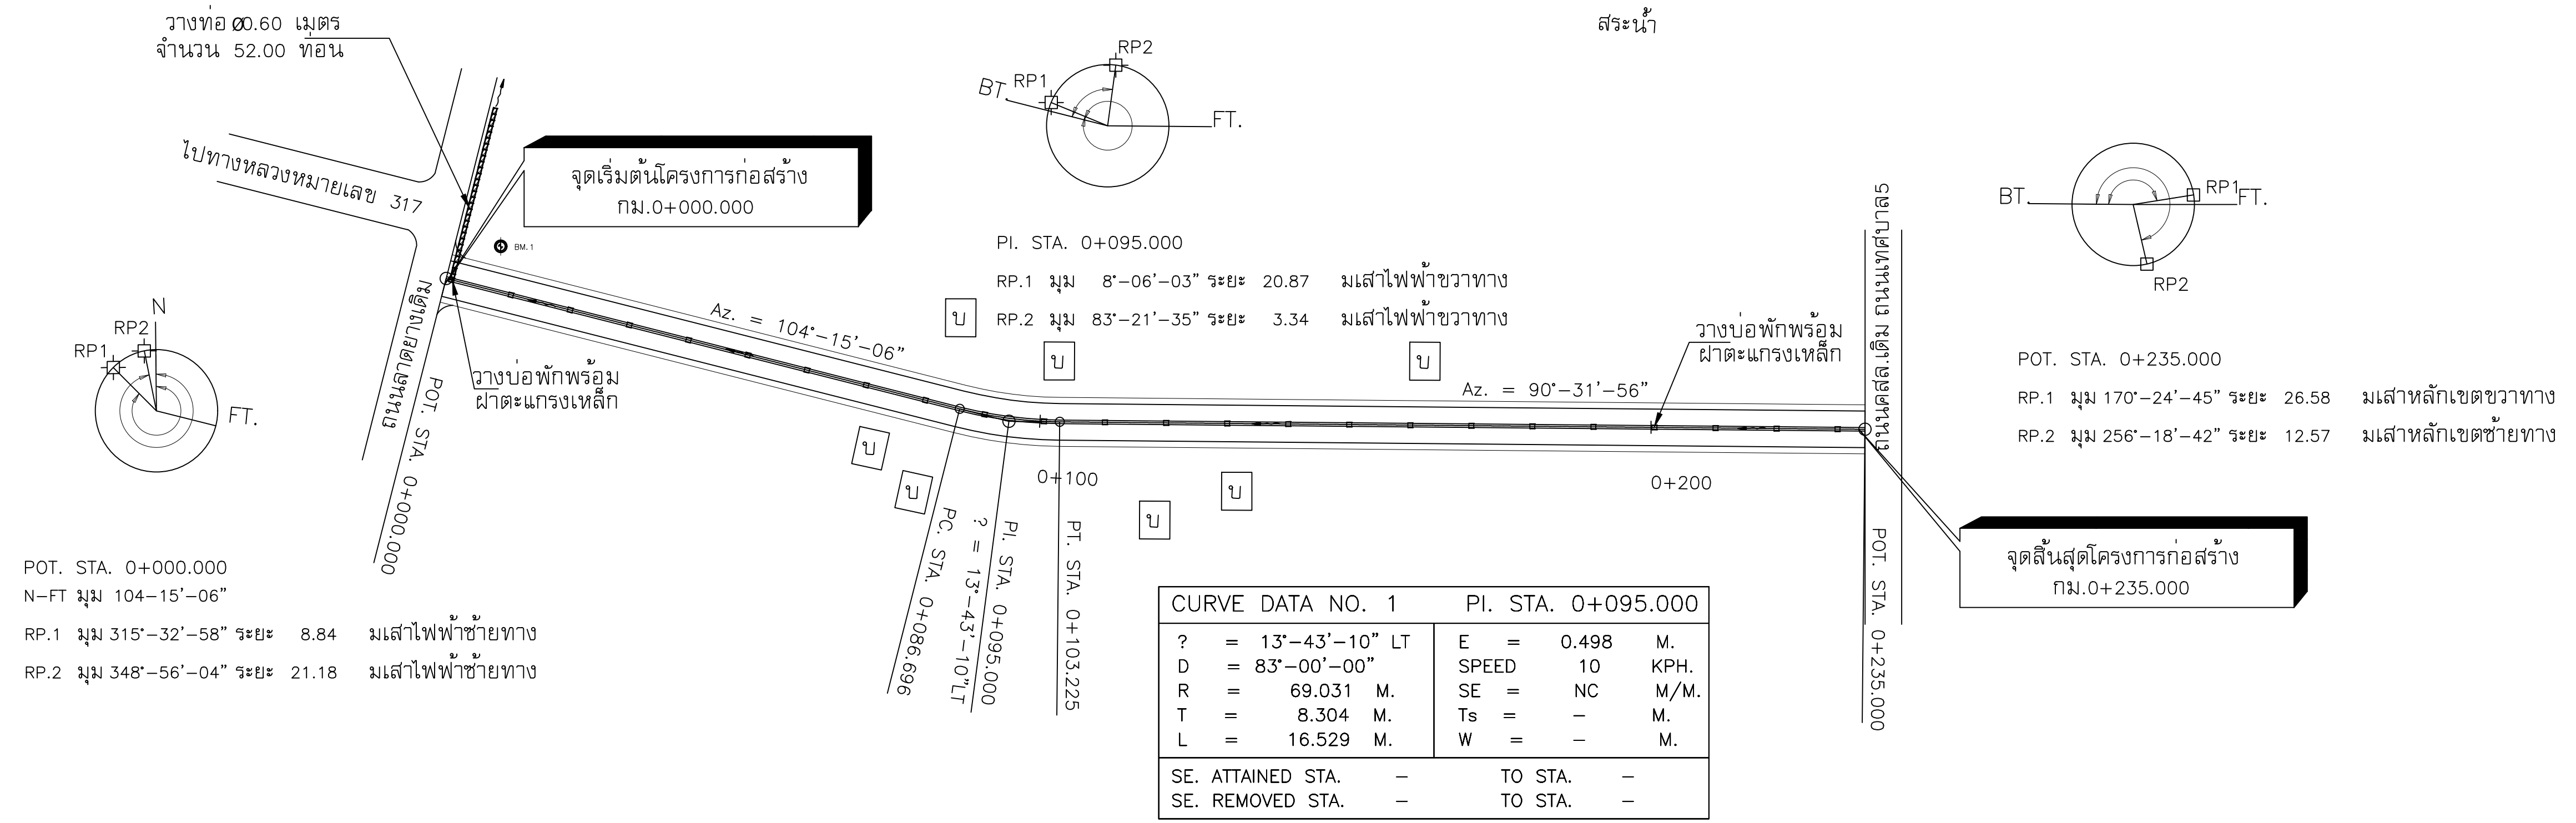 วางท่อ Ø0.60 เมตร
จำนวน 52.00 ท่อน
สระน้ำ
ไปทางหลวงหมายเลข 317
จุดเริ่มต้นโครงการก่อสร้าง
กม.0+000.000
BM.1
RP2
RP1
BT.
FT.
PI. STA. 0+095.000
RP.1 มุม 8°-06'-03" ระยะ 20.87 มเสาไฟฟ้าขวาทาง
RP.2 มุม 83°-21'-35" ระยะ 3.34 มเสาไฟฟ้าขวาทาง
BT.
RP1
FT.
RP2
POT. STA. 0+235.000
RP.1 มุม 170°-24'-45" ระยะ 26.58 มเสาหลักเขตขวาทาง
RP.2 มุม 256°-18'-42" ระยะ 12.57 มเสาหลักเขตซ้ายทาง
N
RP2
RP1
FT.
POT. STA. 0+000.000
N-FT มุม 104-15'-06"
RP.1 มุม 315°-32'-58" ระยะ 8.84 มเสาไฟฟ้าซ้ายทาง
RP.2 มุม 348°-56'-04" ระยะ 21.18 มเสาไฟฟ้าซ้ายทาง
ถนนลาดยางเดิม
POT. STA. 0+000.000
วางบ่อพักพร้อม
ฝาตะแกรงเหล็ก
Az. = 104°-15'-06"
บ
บ
บ
บ
บ
บ
บ
PC. STA. 0+086.696
? = 13°-43'-10"LT
PI. STA. 0+095.000
PT. STA. 0+103.225
0+100
Az. = 90°-31'-56"
วางบ่อพักพร้อม
ฝาตะแกรงเหล็ก
0+200
POT. STA. 0+235.000
จุดสิ้นสุดโครงการก่อสร้าง
กม.0+235.000
CURVE DATA NO. 1 PI. STA. 0+095.000
? = 13°-43'-10" LT E = 0.498 M.
D = 83°-00'-00" SPEED 10 KPH.
R = 69.031 M. SE = NC M/M.
T = 8.304 M. Ts = - M.
L = 16.529 M. W = - M.
SE. ATTAINED STA. - TO STA. -
SE. REMOVED STA. - TO STA. -